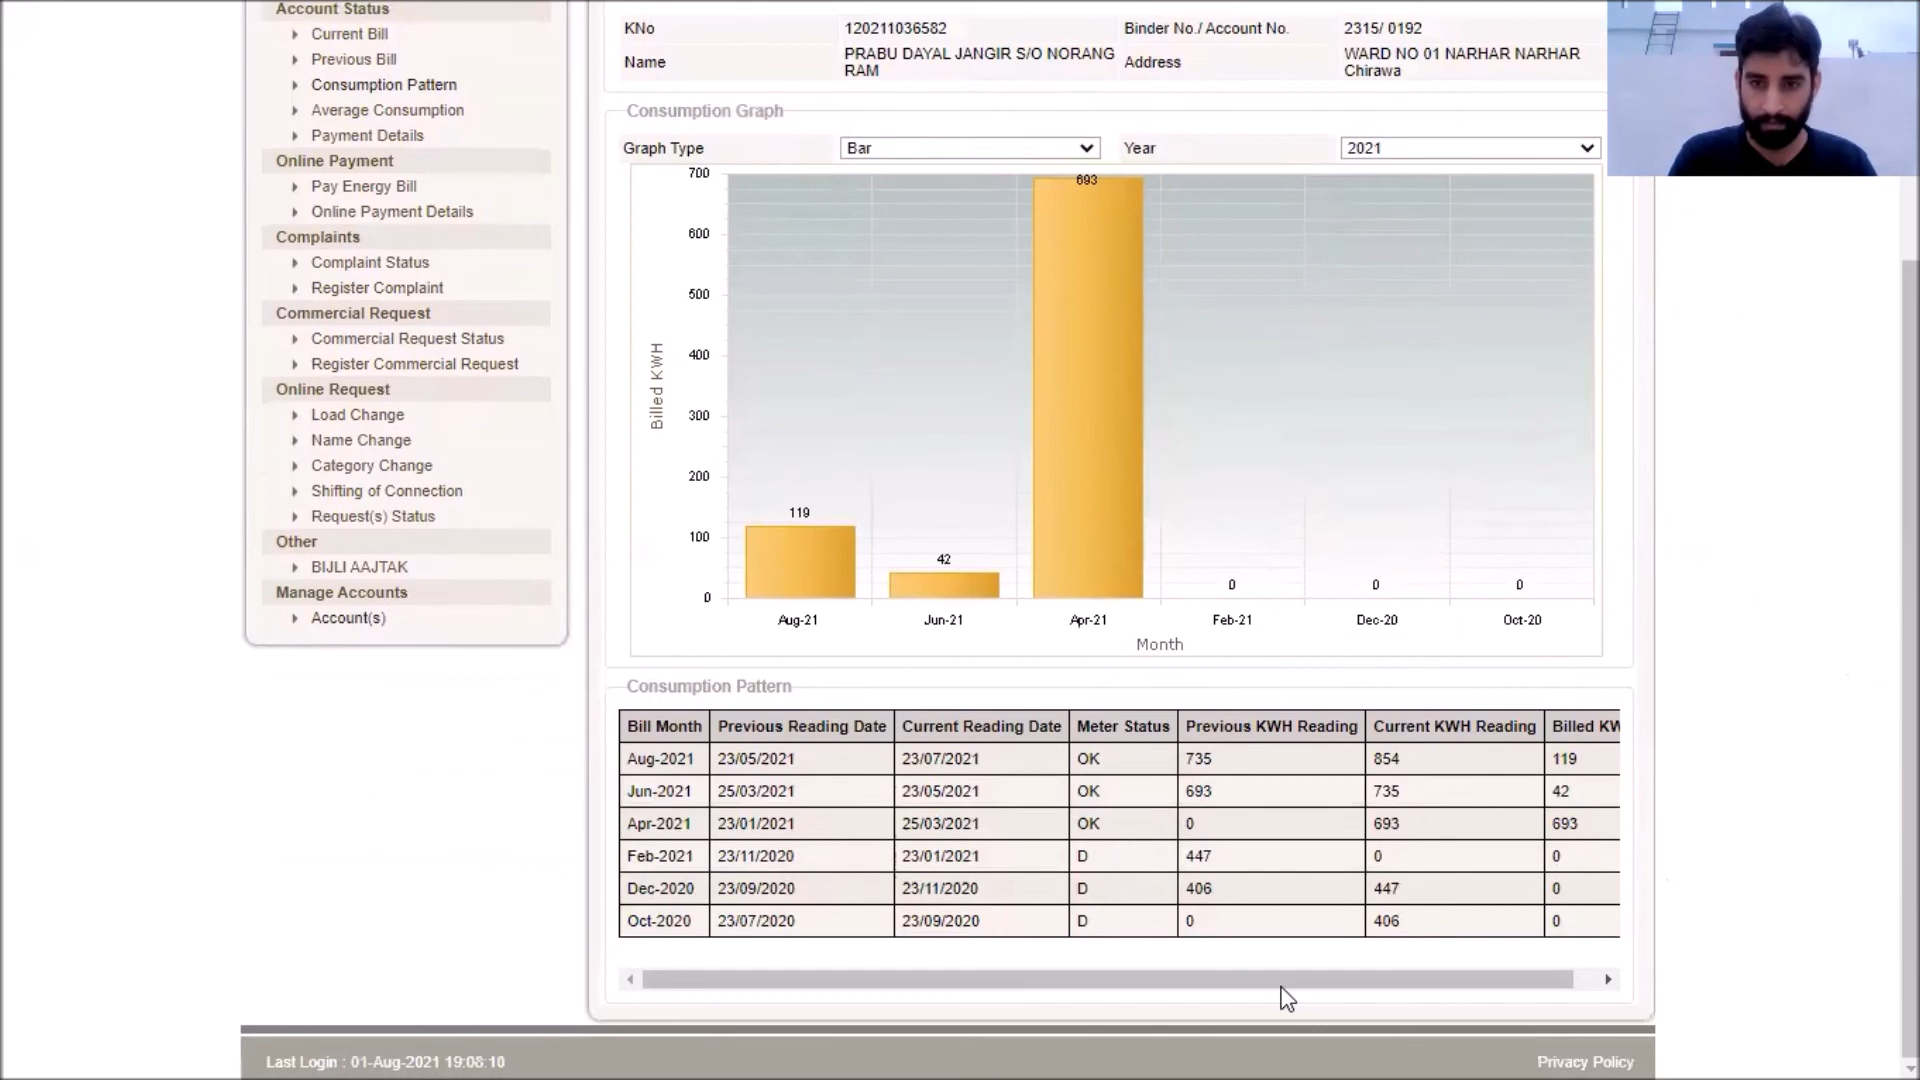 Account Status
Current Bill
Previous Bill
Consumption Pattern
Average Consumption
Payment Details
Online Payment
Pay Energy Bill
Online Payment Details
Complaints
Complaint Status
Register Complaint
Commercial Request
Commercial Request Status
Register Commercial Request
Online Request
Load Change
Name Change
Category Change
Shifting of Connection
Request(s) Status
Other
BIJLI AAJTAK
Manage Accounts
Account(s)
KNo 120211036582 Binder No./ Account No. 2315/ 0192
Name PRABU DAYAL JANGIR S/O NORANG RAM Address WARD NO 01 NARHAR NARHAR Chirawa
Consumption Graph
Graph Type Bar Year 2021
700
600
500
400
300
200
100
0
Billed KWH
119
42
693
0
0
0
Aug-21 Jun-21 Apr-21 Feb-21 Dec-20 Oct-20
Month
Consumption Pattern
Bill Month Previous Reading Date Current Reading Date Meter Status Previous KWH Reading Current KWH Reading Billed KW
Aug-2021 23/05/2021 23/07/2021 OK 735 854 119
Jun-2021 25/03/2021 23/05/2021 OK 693 735 42
Apr-2021 23/01/2021 25/03/2021 OK 0 693 693
Feb-2021 23/11/2020 23/01/2021 D 447 0 0
Dec-2020 23/09/2020 23/11/2020 D 406 447 0
Oct-2020 23/07/2020 23/09/2020 D 0 406 0
Last Login : 01-Aug-2021 19:08:10
Privacy Policy